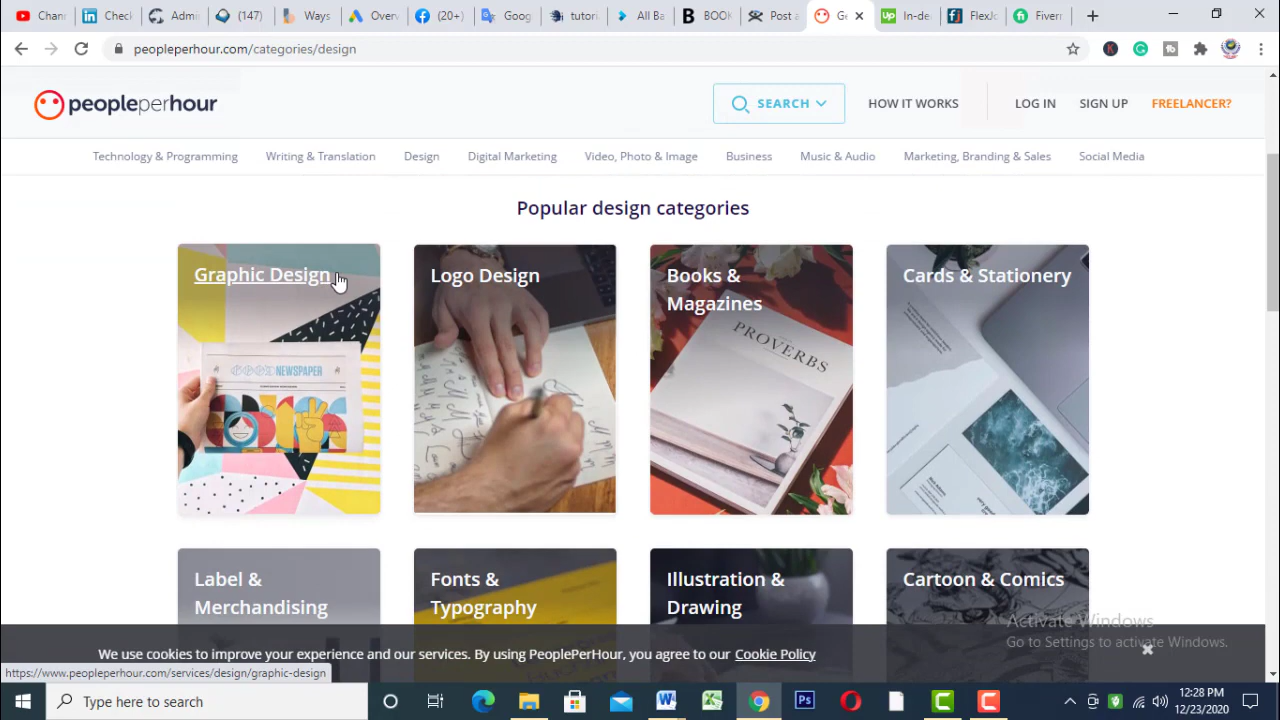 Chan
Check
Admi
(147)
Ways
Overv
(20+)
Goog
tutori
All Ba
BOOK
Post a
Ge
In-de
FlexJo
Fiverr
peopleperhour.com/categories/design
peopleperhour
SEARCH
HOW IT WORKS
LOG IN
SIGN UP
FREELANCER?
Technology & Programming
Writing & Translation
Design
Digital Marketing
Video, Photo & Image
Business
Music & Audio
Marketing, Branding & Sales
Social Media
Popular design categories
Graphic Design
Logo Design
Books &
Magazines
Cards & Stationery
GOOD NEWSPAPER
PROVERBS
Label &
Merchandising
Fonts &
Typography
Illustration &
Drawing
Cartoon & Comics
Activate Windows
Go to Settings to activate Windows.
We use cookies to improve your experience and our services. By using PeoplePerHour, you agree to our Cookie Policy
https://www.peopleperhour.com/services/design/graphic-design
Type here to search
12:28 PM
12/23/2020